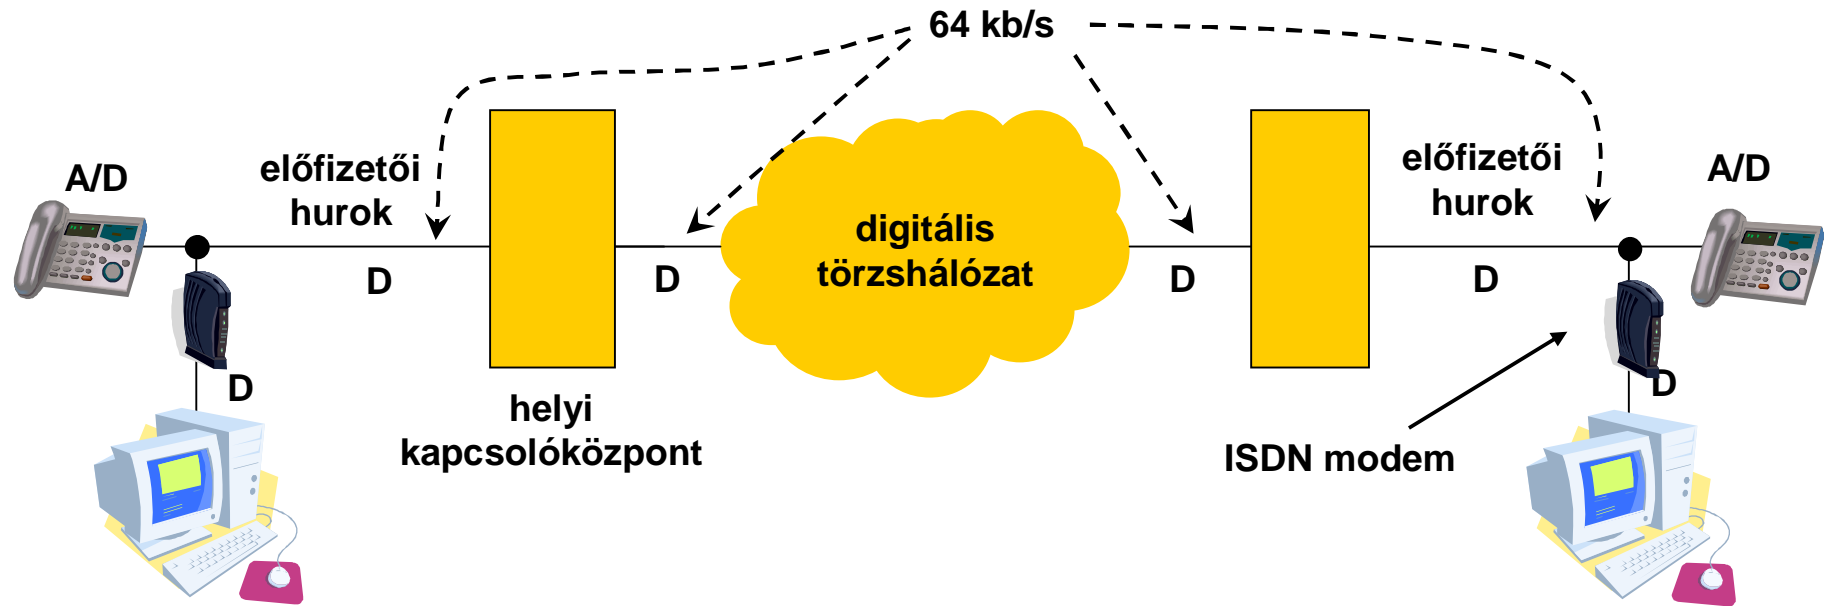 64 kb/s
A/D
előfizetői
hurok
előfizetői
hurok
A/D
digitális
törzshálózat
D
D
D
D
D
D
helyi
kapcsolóközpont
ISDN modem